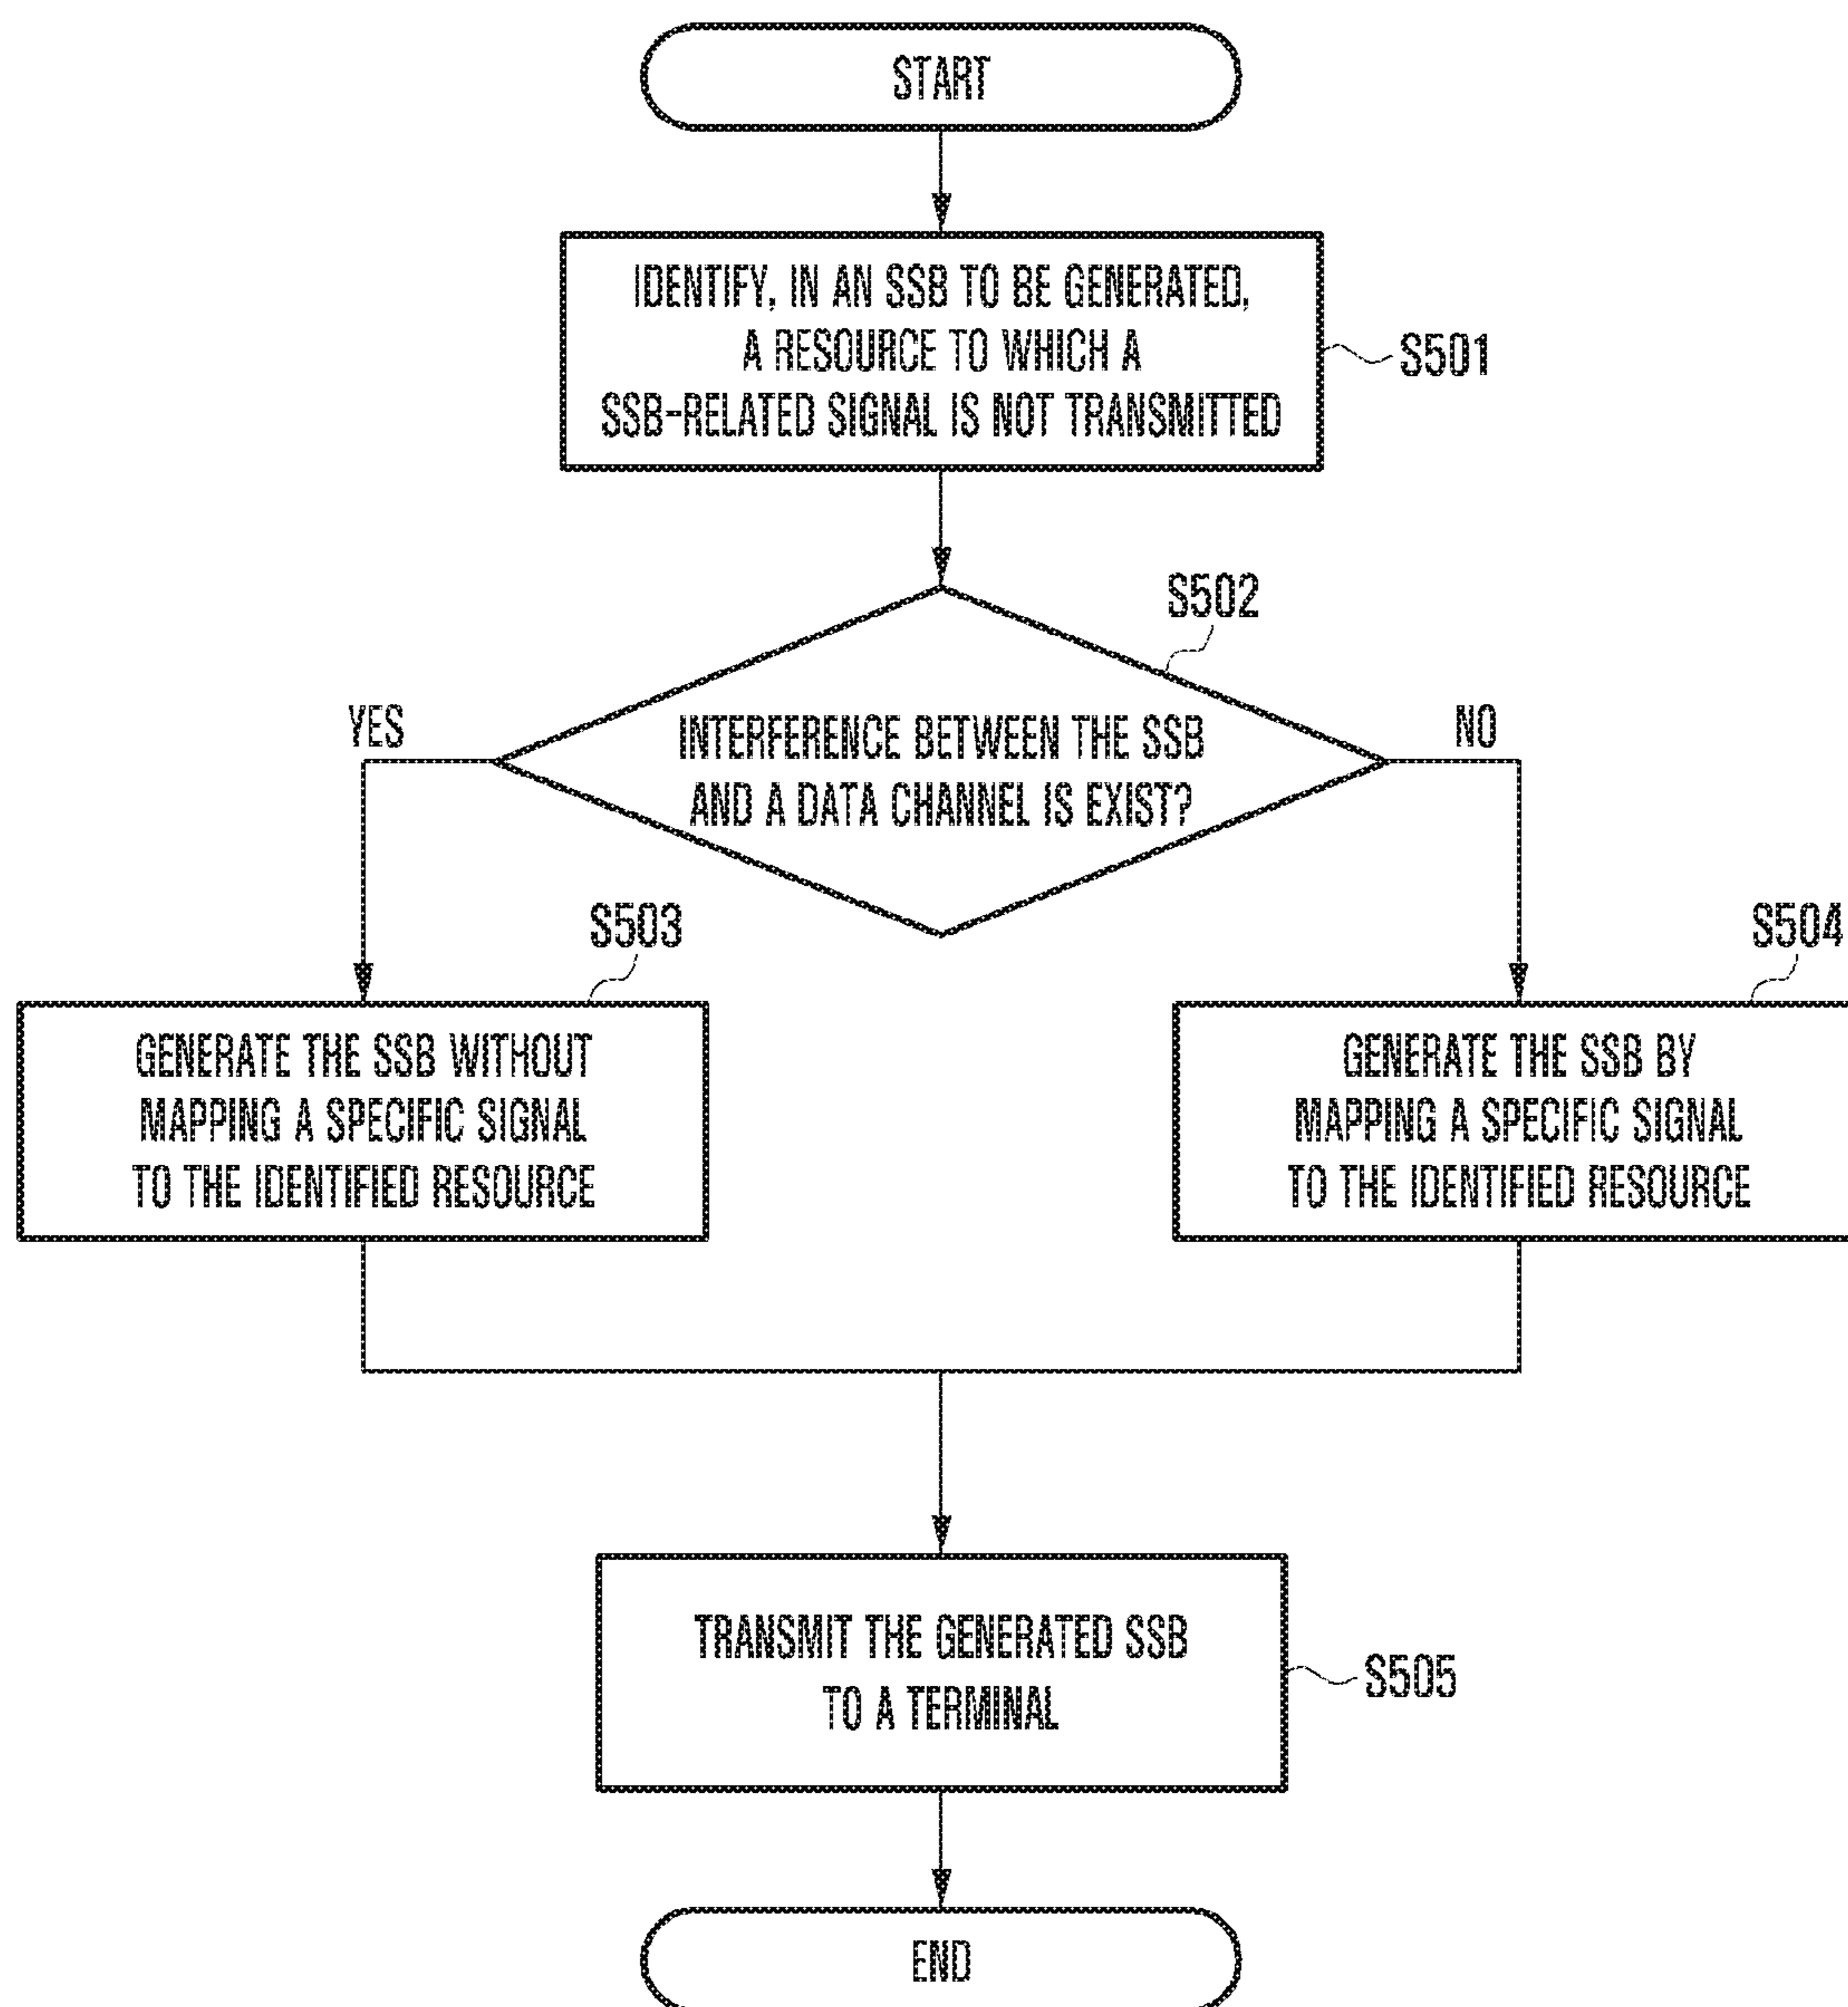 START
IDENTIFY, IN AN SSB TO BE GENERATED,
A RESOURCE TO WHICH A
SSB-RELATED SIGNAL IS NOT TRANSMITTED
S501
S502
INTERFERENCE BETWEEN THE SSB
AND A DATA CHANNEL IS EXIST?
YES
NO
S503
GENERATE THE SSB WITHOUT
MAPPING A SPECIFIC SIGNAL
TO THE IDENTIFIED RESOURCE
S504
GENERATE THE SSB BY
MAPPING A SPECIFIC SIGNAL
TO THE IDENTIFIED RESOURCE
TRANSMIT THE GENERATED SSB
TO A TERMINAL
S505
END